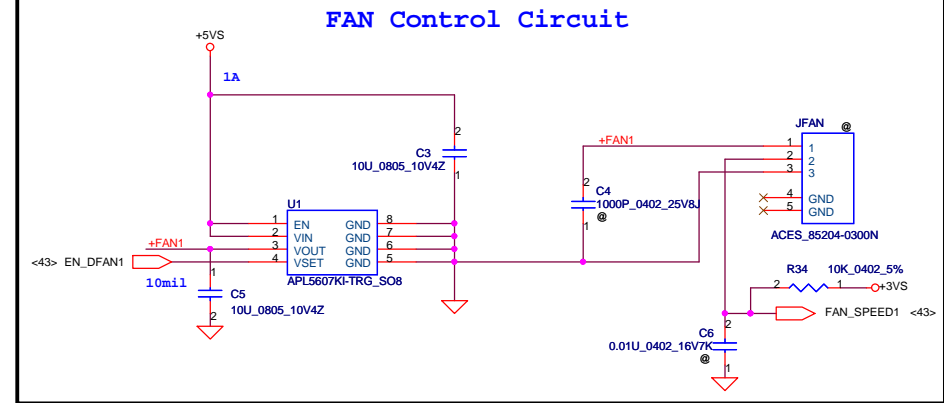 FAN Control Circuit
+5VS
1A
2
C3
10U_0805_10V4Z
1
U1
1 EN GND 8
2 VIN GND 7
3 VOUT GND 6
4 VSET GND 5
APL5607KI-TRG_SO8
+FAN1
<43> EN_DFAN1
10mil
1
C5
10U_0805_10V4Z
2
+FAN1
2
C4
1000P_0402_25V8J
@
1
JFAN @
1 1
2 2
3 3
4 GND
5 GND
ACES_85204-0300N
R34 10K_0402_5%
2 1 +3VS
FAN_SPEED1 <43>
2
C6
0.01U_0402_16V7K
@
1